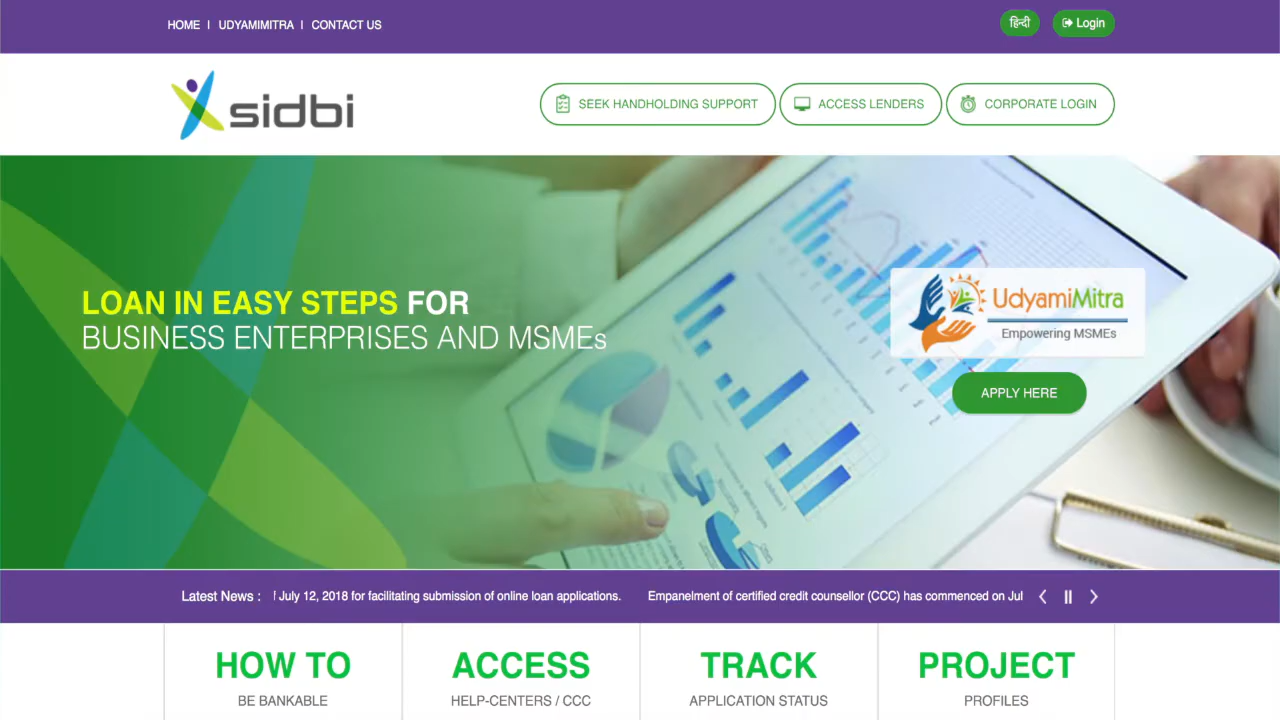 HOME | UDYAMIMITRA | CONTACT US
हिन्दी
Login
sidbi
SEEK HANDHOLDING SUPPORT
ACCESS LENDERS
CORPORATE LOGIN
LOAN IN EASY STEPS FOR
BUSINESS ENTERPRISES AND MSMEs
UdyamiMitra
Empowering MSMEs
APPLY HERE
Latest News : July 12, 2018 for facilitating submission of online loan applications. Empanelment of certified credit counsellor (CCC) has commenced on Jul
HOW TO
BE BANKABLE
ACCESS
HELP-CENTERS / CCC
TRACK
APPLICATION STATUS
PROJECT
PROFILES